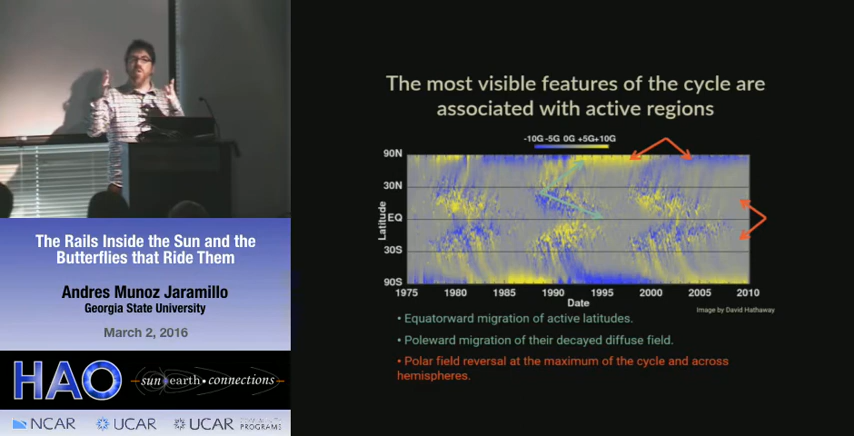 The most visible features of the cycle are
associated with active regions
-10G -5G 0G +5G+10G
90N
30N
EQ
30S
90S
Latitude
1975 1980 1985 1990 1995 2000 2005 2010
Date
Image by David Hathaway
• Equatorward migration of active latitudes.
• Poleward migration of their decayed diffuse field.
• Polar field reversal at the maximum of the cycle and across
hemispheres.
The Rails Inside the Sun and the
Butterflies that Ride Them
Andres Munoz Jaramillo
Georgia State University
March 2, 2016
HAO
sun earth • connections
NCAR
UCAR
UCAR
PROGRAMS